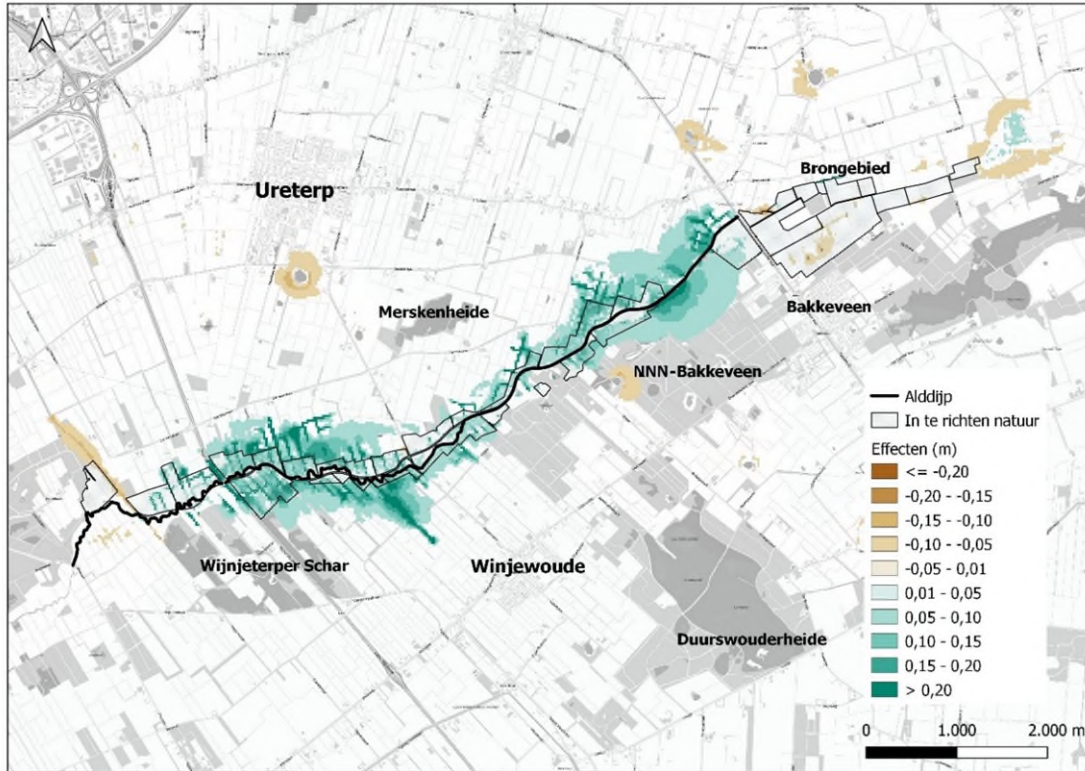 Brongebied
Ureterp
Merskenheide
Bakkeveen
NNN-Bakkeveen
Wijnjeterper Schar
Winjewoude
Duurswouderheide
Alddijp
In te richten natuur
Effecten (m)
<= -0,20
-0,20 - -0,15
-0,15 - -0,10
-0,10 - -0,05
-0,05 - 0,01
0,01 - 0,05
0,05 - 0,10
0,10 - 0,15
0,15 - 0,20
> 0,20
0 1.000 2.000 m